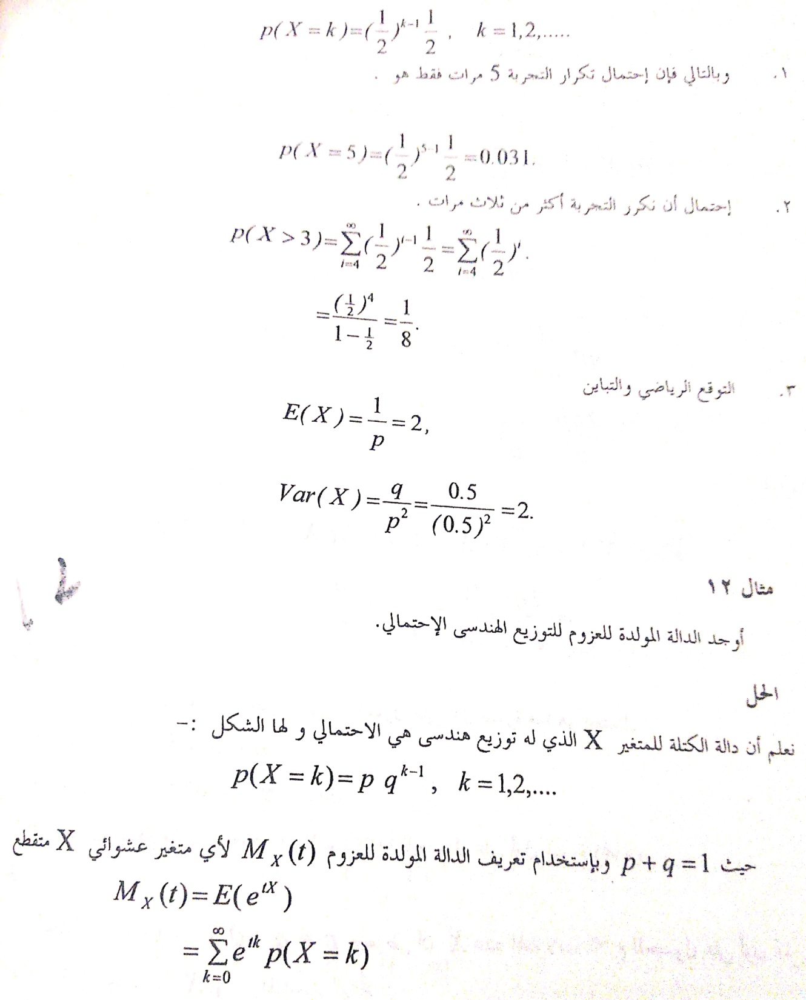 p( X = k )=(1/2)^{k-1} 1/2 ,   k = 1,2,.....
١. وبالتالي فإن إحتمال تكرار التجربة 5 مرات فقط هو .
p( X = 5 )=(1/2)^{5-1} 1/2 =0.031.
٢. إحتمال أن نكرر التجربة أكثر من ثلاث مرات .
p( X > 3 )= ∑_{i=4}^{∞} (1/2)^{i-1} 1/2 = ∑_{i=4}^{∞} (1/2)^i .
= (1/2)^4 / (1 - 1/2) = 1/8.
٣. التوقع الرياضي والتباين
E( X )= 1/p = 2,
Var( X )= q/p^2 = 0.5/(0.5)^2 =2.
مثال ١٢
أوجد الدالة المولدة للعزوم للتوزيع الهندسى الإحتمالي.
الحل
نعلم أن دالة الكتلة للمتغير X الذي له توزيع هندسى هي الاحتمالي و لها الشكل :-
p(X = k)= p q^{k-1} ,   k = 1,2,....
حيث p + q = 1 وبإستخدام تعريف الدالة المولدة للعزوم M_X (t) لأي متغير عشوائي X متقطع
M_X (t)= E( e^{tX} )
= ∑_{k=0}^{∞} e^{tk} p(X = k)